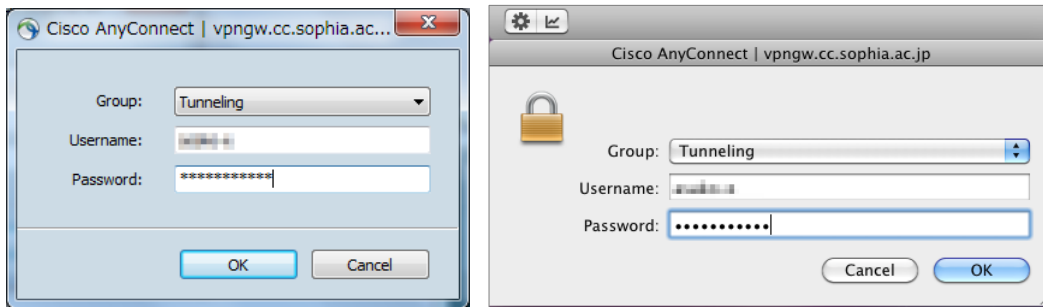 Cisco AnyConnect | vpngw.cc.sophia.ac...
Group: Tunneling
Username:
Password: ***********
OK Cancel
Cisco AnyConnect | vpngw.cc.sophia.ac.jp
Group: Tunneling
Username:
Password: •••••••••••
Cancel OK